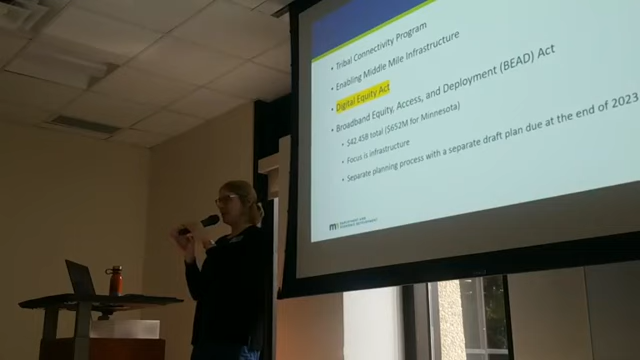 • Tribal Connectivity Program
• Enabling Middle Mile Infrastructure
• Digital Equity Act
• Broadband Equity, Access, and Deployment (BEAD) Act
• $42.45B total ($652M for Minnesota)
• Focus is infrastructure
• Separate planning process with a separate draft plan due at the end of 2023